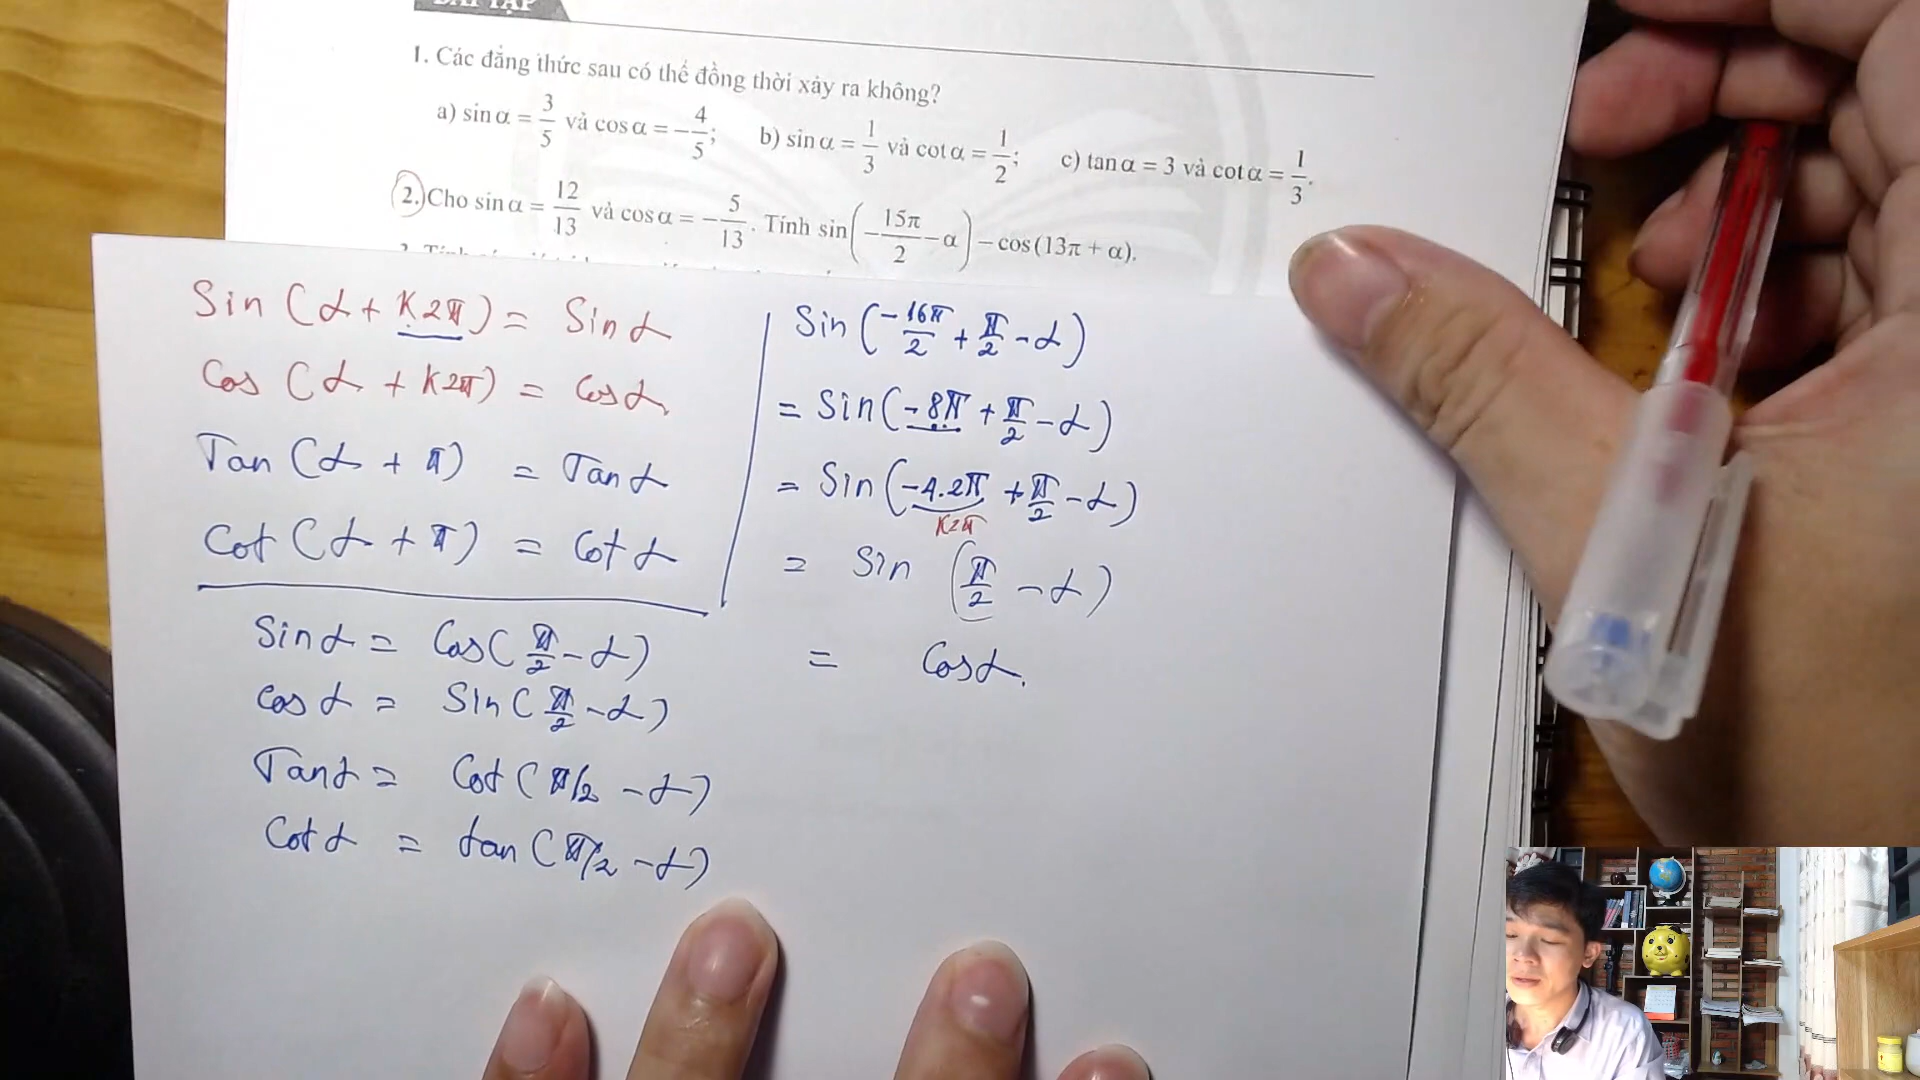 BÀI TẬP
1. Các đẳng thức sau có thể đồng thời xảy ra không?
a) sin α = 3/5 và cos α = −4/5; b) sin α = 1/3 và cot α = 1/2; c) tan α = 3 và cot α = 1/3.
2. Cho sin α = 12/13 và cos α = −5/13. Tính sin(−15π/2 − α) − cos(13π + α).
Sin (α + K2π) = Sin α
Cos (α + K2π) = Cos α.
Tan (α + π) = Tan α
Cot (α + π) = Cot α
Sin α = Cos (π/2 − α)
Cos α = Sin (π/2 − α)
Tan α = Cot (π/2 − α)
Cot α = tan (π/2 − α)
Sin (−16π/2 + π/2 − α)
= Sin (−8π + π/2 − α)
= Sin (−4.2π + π/2 − α)
K2π
= Sin (π/2 − α)
= Cos α.